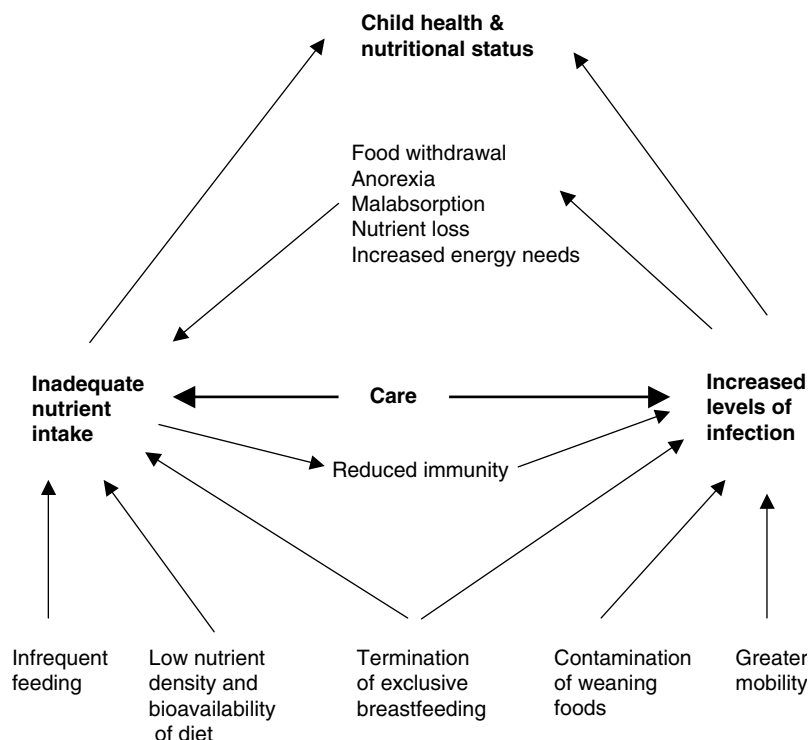 Child health &
nutritional status
Food withdrawal
Anorexia
Malabsorption
Nutrient loss
Increased energy needs
Inadequate
nutrient
intake
Care
Increased
levels of
infection
Reduced immunity
Infrequent
feeding
Low nutrient
density and
bioavailability
of diet
Termination
of exclusive
breastfeeding
Contamination
of weaning
foods
Greater
mobility